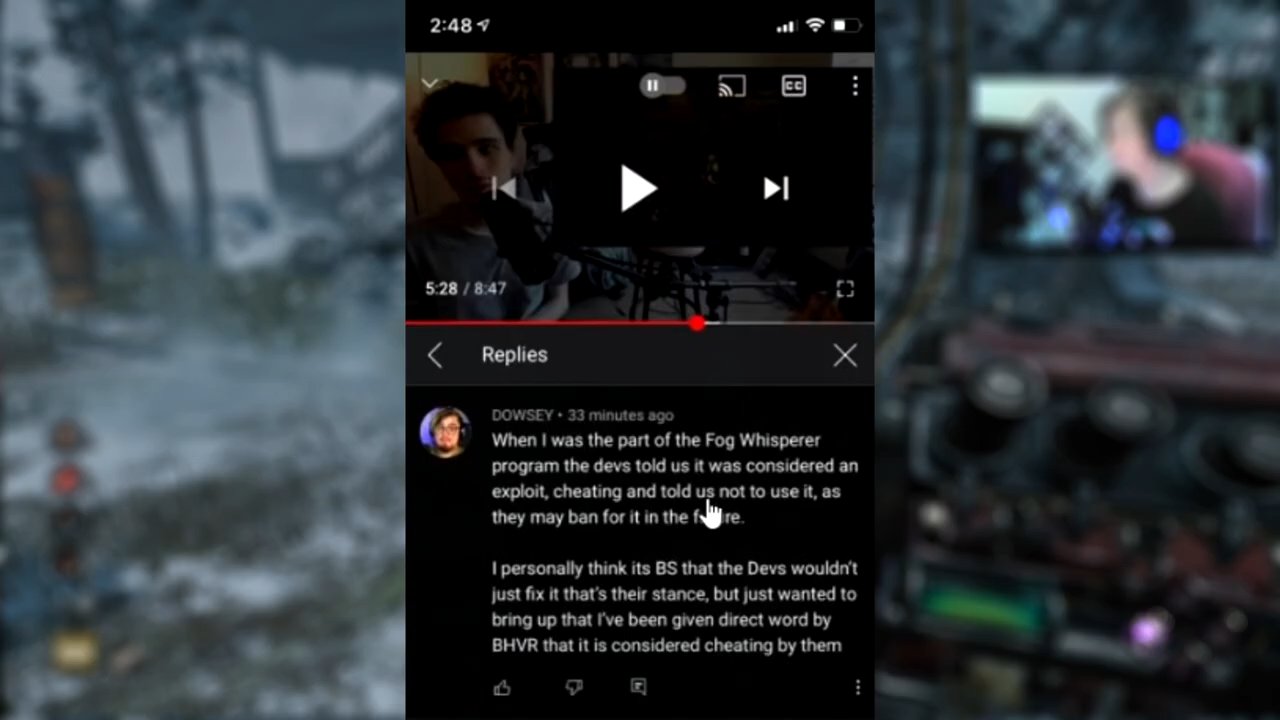 2:48
CC
5:28 / 8:47
Replies
DOWSEY • 33 minutes ago
When I was the part of the Fog Whisperer
program the devs told us it was considered an
exploit, cheating and told us not to use it, as
they may ban for it in the
I personally think its BS that the Devs wouldn't
just fix it that's their stance, but just wanted to
bring up that I've been given direct word by
BHVR that it is considered cheating by them